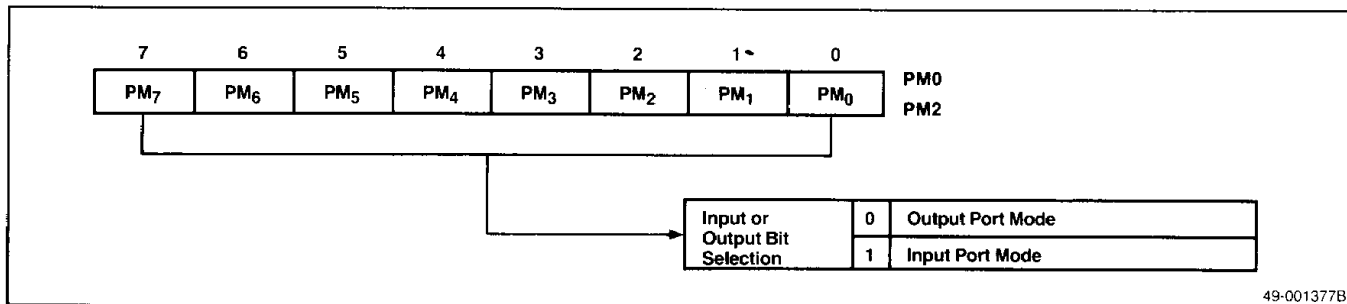 7 6 5 4 3 2 1 0
PM7 PM6 PM5 PM4 PM3 PM2 PM1 PM0
PM0
PM2
Input or
Output Bit
Selection
0 Output Port Mode
1 Input Port Mode
49-001377B